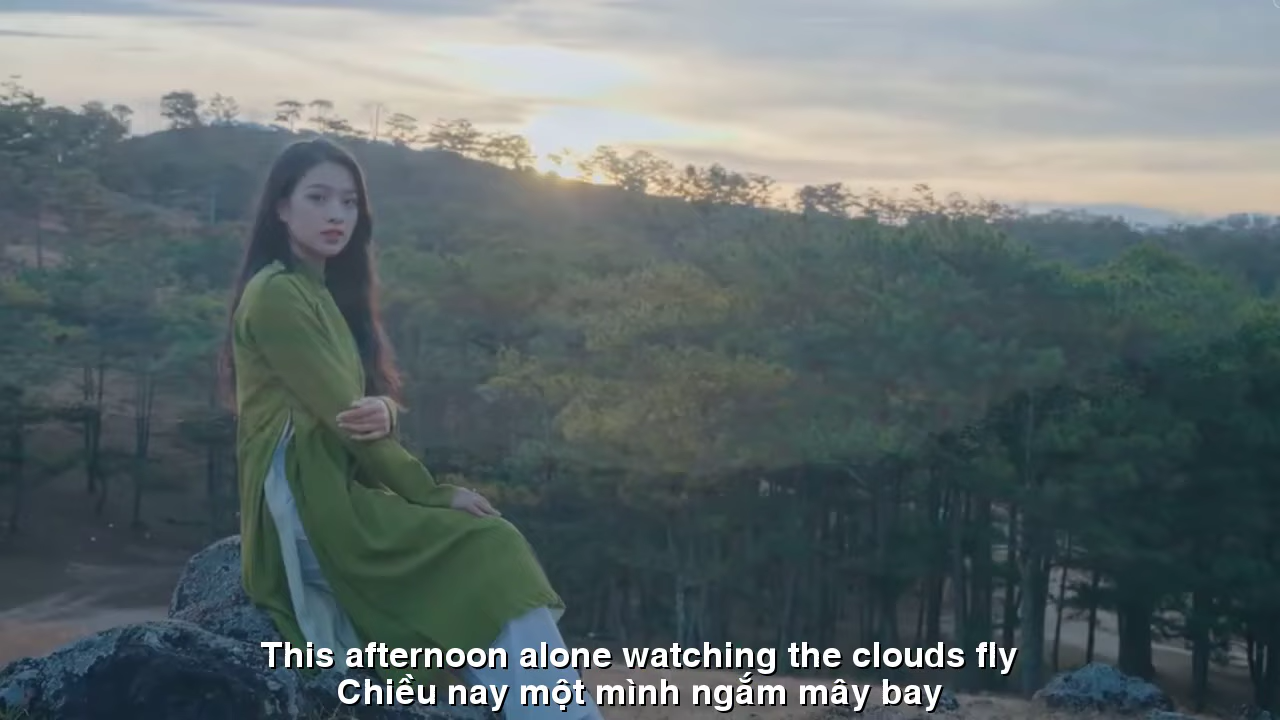 This afternoon alone watching the clouds fly
Chiều nay một mình ngắm mây bay